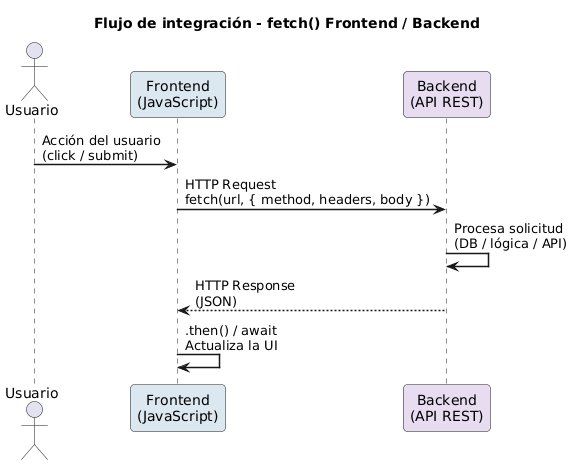 Flujo de integración - fetch() Frontend / Backend
Usuario
Frontend
(JavaScript)
Backend
(API REST)
Acción del usuario
(click / submit)
HTTP Request
fetch(url, { method, headers, body })
Procesa solicitud
(DB / lógica / API)
HTTP Response
(JSON)
.then() / await
Actualiza la UI
Usuario
Frontend
(JavaScript)
Backend
(API REST)